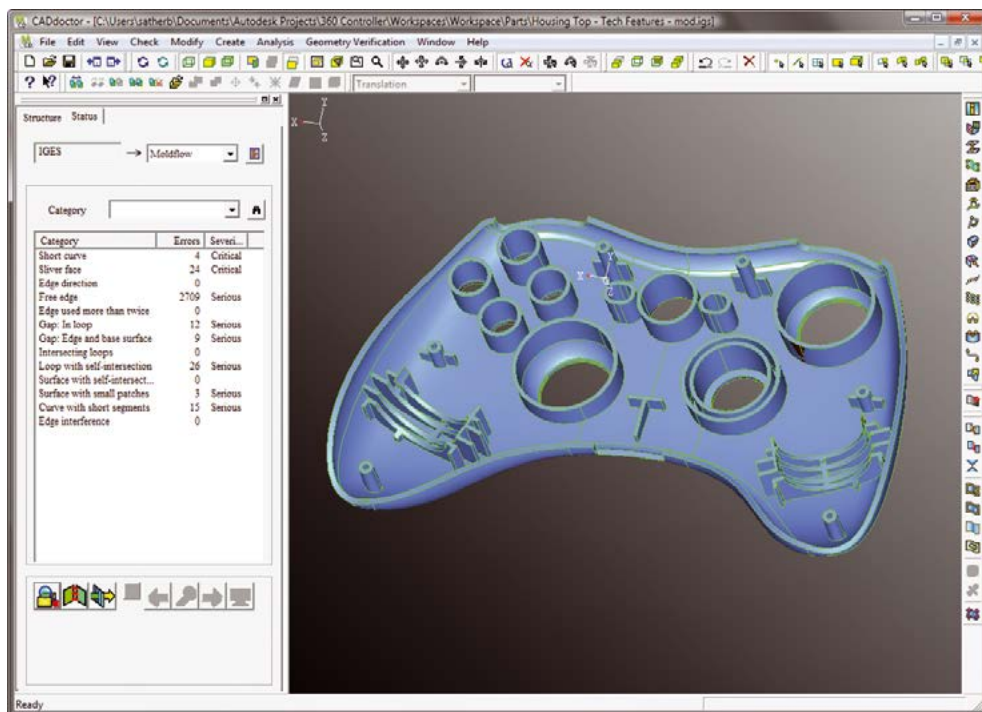 CADdoctor - [C:\Users\satherb\Documents\Autodesk Projects\360 Controller\Workspaces\Workspace\Parts\Housing Top - Tech Features - mod.igs]
File Edit View Check Modify Create Analysis Geometry Verification Window Help
Translation
Structure Status
IGES Moldflow
Category
Category Errors Severi...
Short curve 4 Critical
Sliver face 24 Critical
Edge direction 0
Free edge 2709 Serious
Edge used more than twice 0
Gap: In loop 12 Serious
Gap: Edge and base surface 9 Serious
Intersecting loops 0
Loop with self-intersection 26 Serious
Surface with self-intersect... 0
Surface with small patches 3 Serious
Curve with short segments 15 Serious
Edge interference 0
Y
X
Z
Y
X
Z
Ready